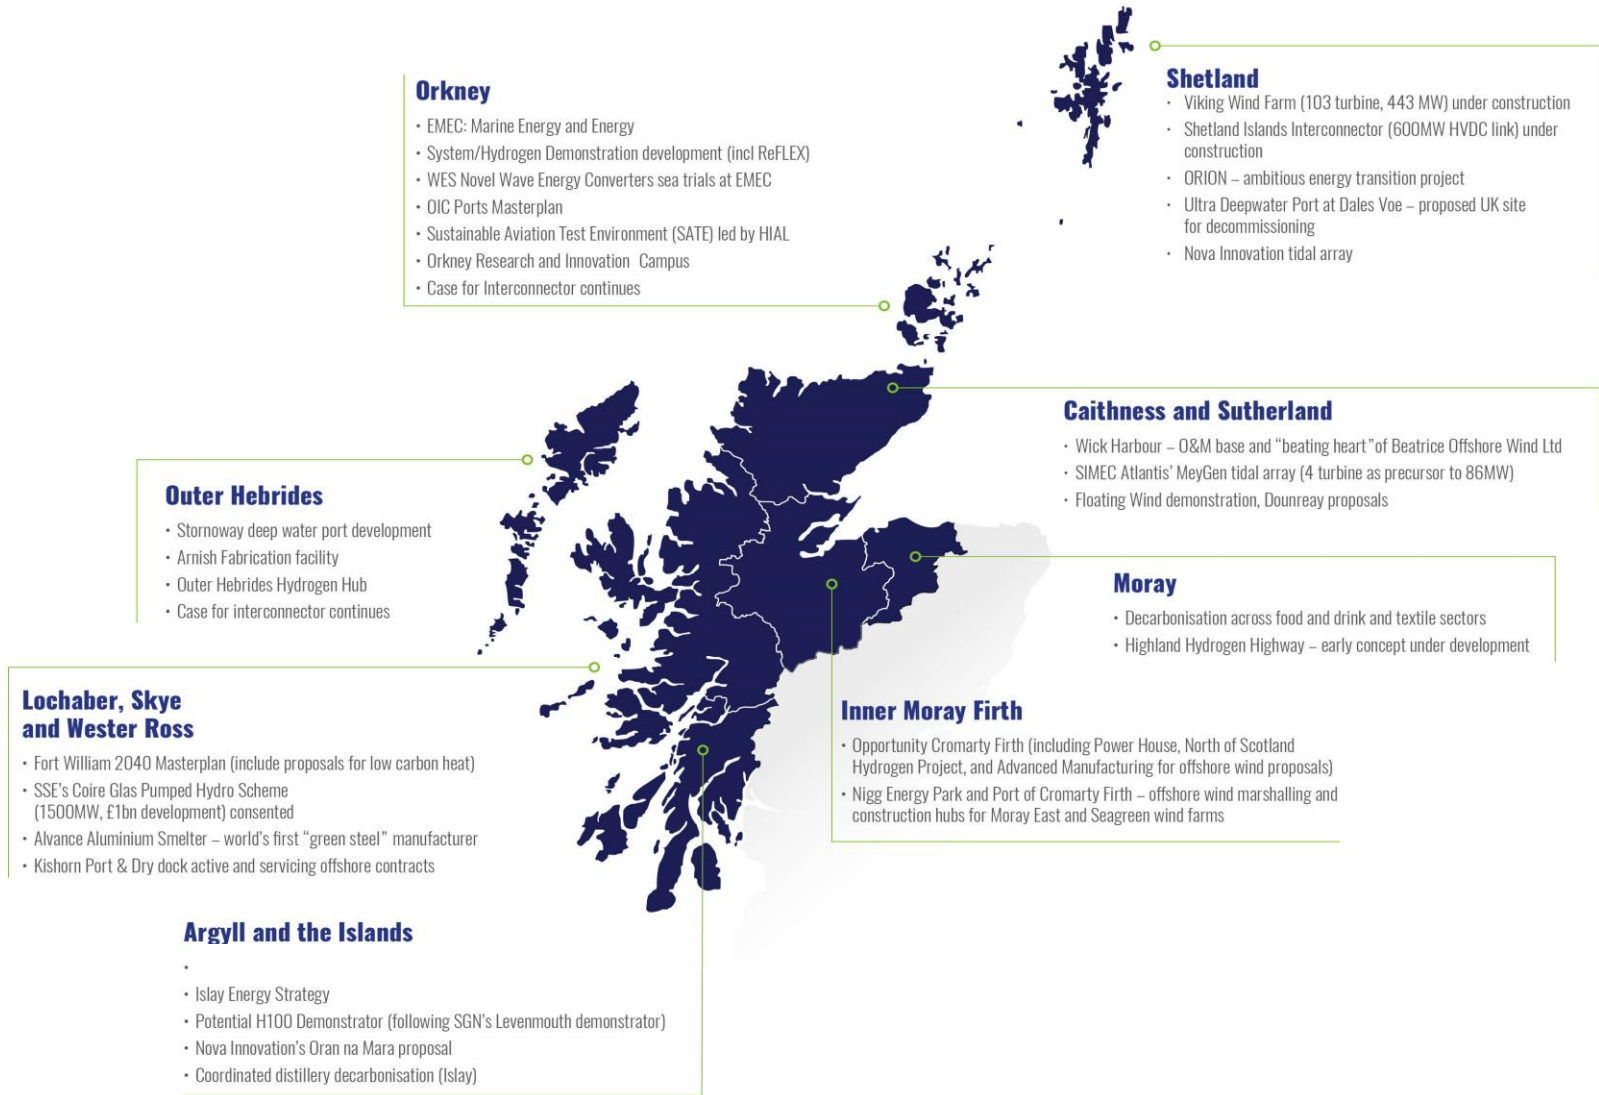 Orkney
• EMEC: Marine Energy and Energy
• System/Hydrogen Demonstration development (incl ReFLEX)
• WES Novel Wave Energy Converters sea trials at EMEC
• OIC Ports Masterplan
• Sustainable Aviation Test Environment (SATE) led by HIAL
• Orkney Research and Innovation Campus
• Case for Interconnector continues
Shetland
• Viking Wind Farm (103 turbine, 443 MW) under construction
• Shetland Islands Interconnector (600MW HVDC link) under
construction
• ORION – ambitious energy transition project
• Ultra Deepwater Port at Dales Voe – proposed UK site
for decommissioning
• Nova Innovation tidal array
Caithness and Sutherland
• Wick Harbour – O&M base and “beating heart” of Beatrice Offshore Wind Ltd
• SIMEC Atlantis’ MeyGen tidal array (4 turbine as precursor to 86MW)
• Floating Wind demonstration, Dounreay proposals
Outer Hebrides
• Stornoway deep water port development
• Arnish Fabrication facility
• Outer Hebrides Hydrogen Hub
• Case for interconnector continues
Moray
• Decarbonisation across food and drink and textile sectors
• Highland Hydrogen Highway – early concept under development
Lochaber, Skye
and Wester Ross
• Fort William 2040 Masterplan (include proposals for low carbon heat)
• SSE’s Coire Glas Pumped Hydro Scheme
(1500MW, £1bn development) consented
• Alvance Aluminium Smelter – world’s first “green steel” manufacturer
• Kishorn Port & Dry dock active and servicing offshore contracts
Inner Moray Firth
• Opportunity Cromarty Firth (including Power House, North of Scotland
Hydrogen Project, and Advanced Manufacturing for offshore wind proposals)
• Nigg Energy Park and Port of Cromarty Firth – offshore wind marshalling and
construction hubs for Moray East and Seagreen wind farms
Argyll and the Islands
•
• Islay Energy Strategy
• Potential H100 Demonstrator (following SGN’s Levenmouth demonstrator)
• Nova Innovation’s Oran na Mara proposal
• Coordinated distillery decarbonisation (Islay)